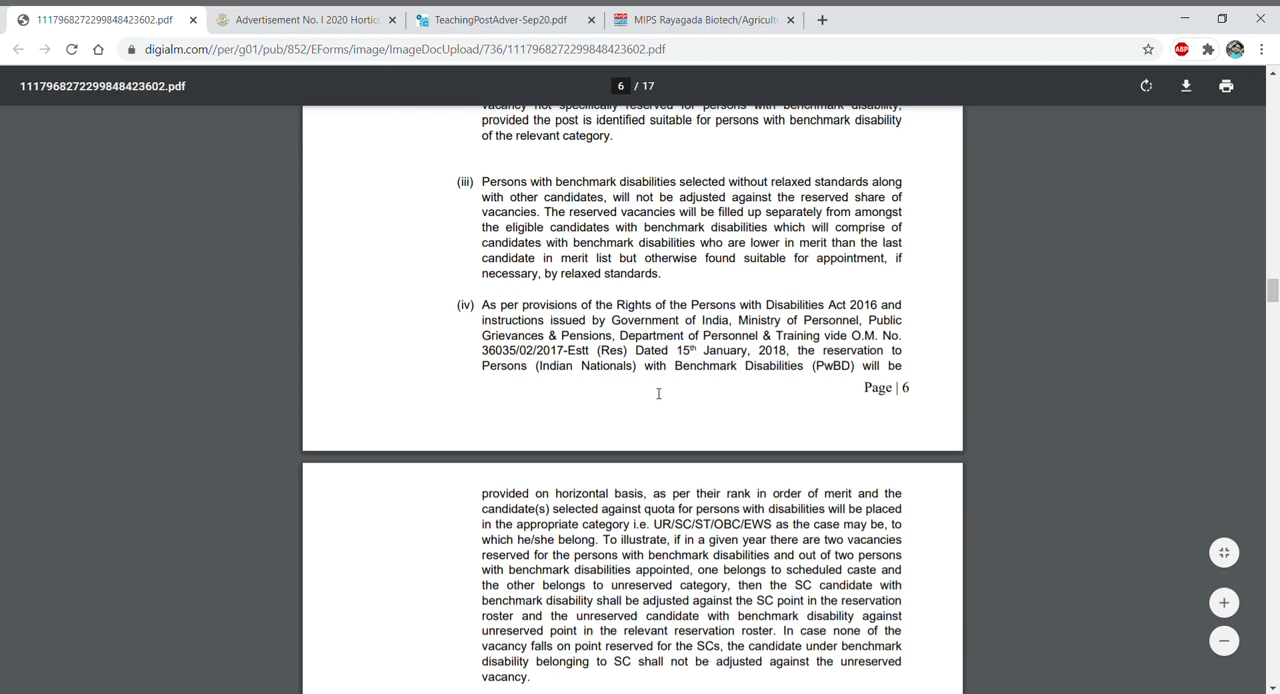 1117968272299848423602.pdf
Advertisement No. I 2020 Hortic
TeachingPostAdver-Sep20.pdf
MIPS Rayagada Biotech/Agricult
digialm.com//per/g01/pub/852/EForms/image/ImageDocUpload/736/1117968272299848423602.pdf
ABP
1117968272299848423602.pdf
6 / 17
vacancy not specifically reserved for persons with benchmark disability,
provided the post is identified suitable for persons with benchmark disability
of the relevant category.
(iii) Persons with benchmark disabilities selected without relaxed standards along
with other candidates, will not be adjusted against the reserved share of
vacancies. The reserved vacancies will be filled up separately from amongst
the eligible candidates with benchmark disabilities which will comprise of
candidates with benchmark disabilities who are lower in merit than the last
candidate in merit list but otherwise found suitable for appointment, if
necessary, by relaxed standards.
(iv) As per provisions of the Rights of the Persons with Disabilities Act 2016 and
instructions issued by Government of India, Ministry of Personnel, Public
Grievances & Pensions, Department of Personnel & Training vide O.M. No.
36035/02/2017-Estt (Res) Dated 15th January, 2018, the reservation to
Persons (Indian Nationals) with Benchmark Disabilities (PwBD) will be
Page | 6
provided on horizontal basis, as per their rank in order of merit and the
candidate(s) selected against quota for persons with disabilities will be placed
in the appropriate category i.e. UR/SC/ST/OBC/EWS as the case may be, to
which he/she belong. To illustrate, if in a given year there are two vacancies
reserved for the persons with benchmark disabilities and out of two persons
with benchmark disabilities appointed, one belongs to scheduled caste and
the other belongs to unreserved category, then the SC candidate with
benchmark disability shall be adjusted against the SC point in the reservation
roster and the unreserved candidate with benchmark disability against
unreserved point in the relevant reservation roster. In case none of the
vacancy falls on point reserved for the SCs, the candidate under benchmark
disability belonging to SC shall not be adjusted against the unreserved
vacancy.